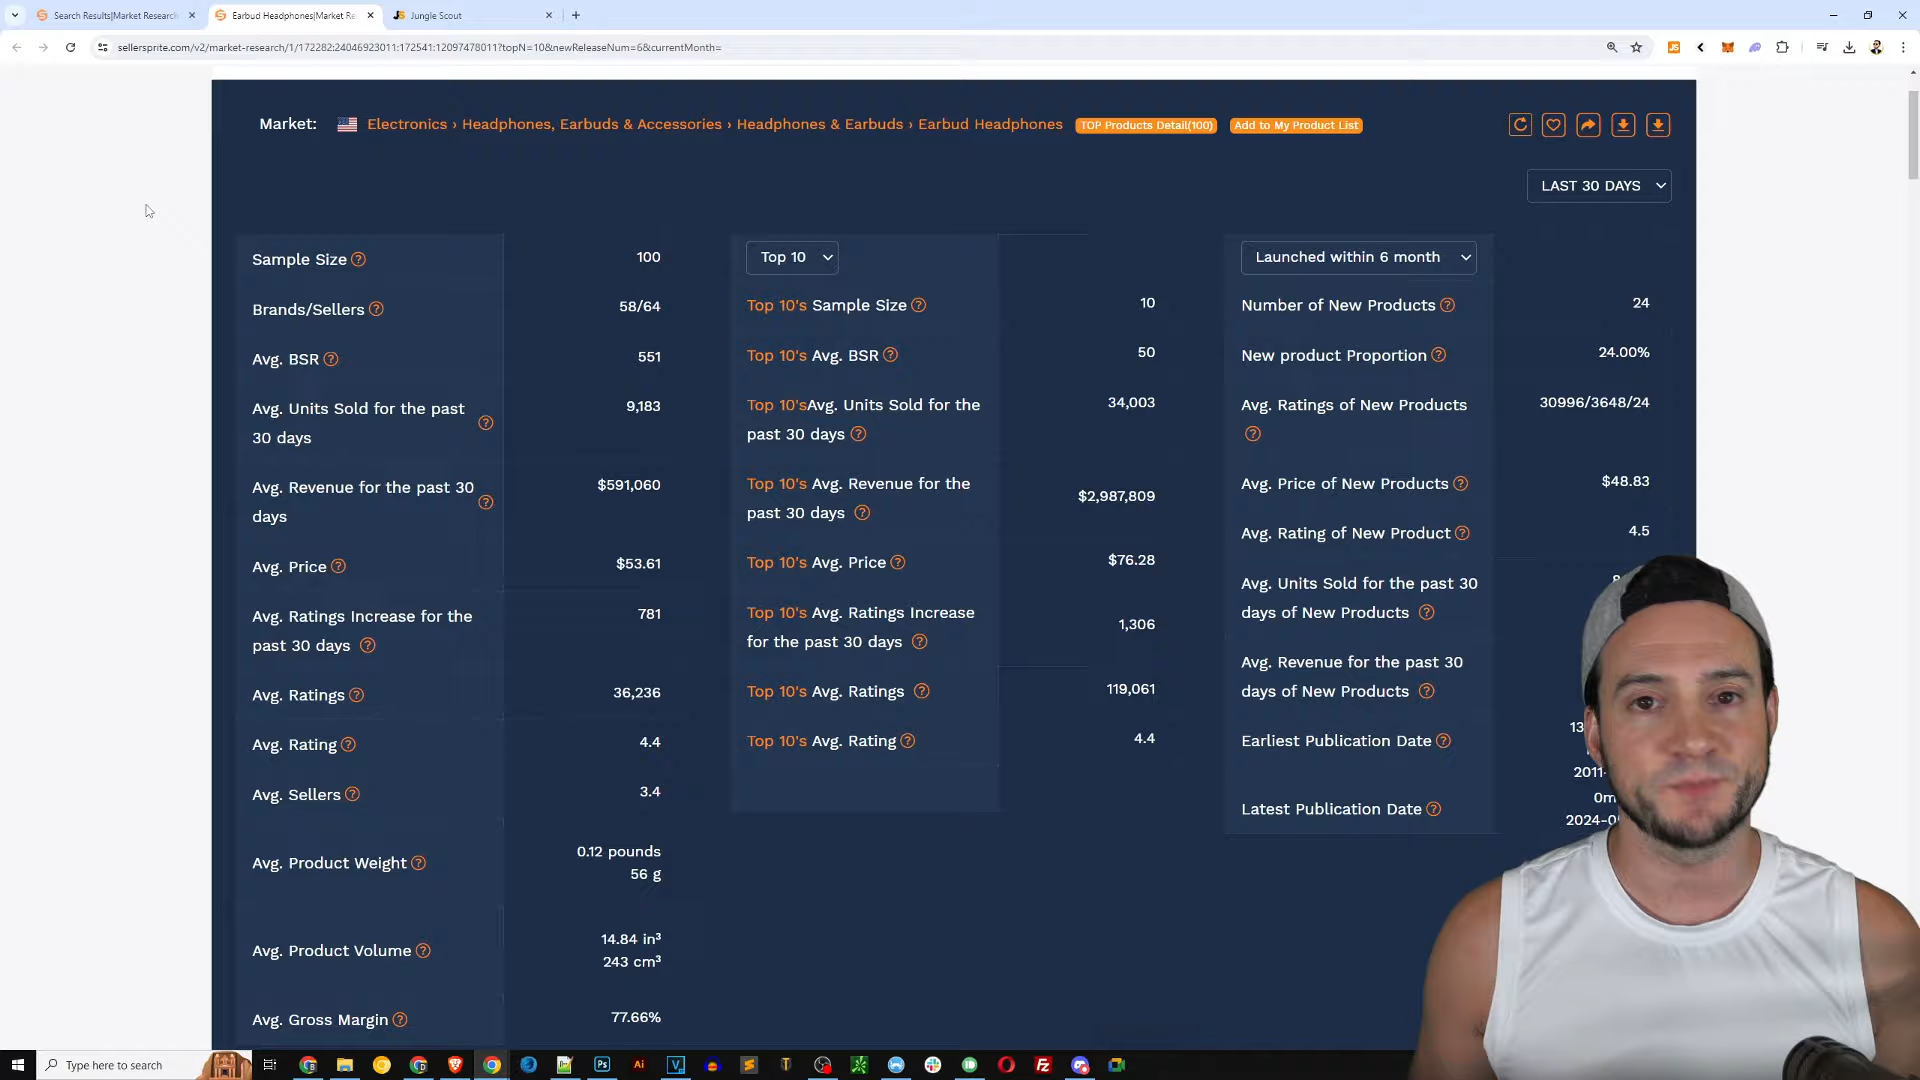 Search Results|Market Research
Earbud Headphones|Market Re
Jungle Scout
sellersprite.com/v2/market-research/1/172282:24046923011:172541:12097478011?topN=10&newReleaseNum=6&currentMonth=
Market: Electronics › Headphones, Earbuds & Accessories › Headphones & Earbuds › Earbud Headphones TOP Products Detail(100) Add to My Product List
LAST 30 DAYS
Sample Size 100
Brands/Sellers 58/64
Avg. BSR 551
Avg. Units Sold for the past
30 days
9,183
Avg. Revenue for the past 30
days
$591,060
Avg. Price $53.61
Avg. Ratings Increase for the
past 30 days
781
Avg. Ratings 36,236
Avg. Rating 4.4
Avg. Sellers 3.4
Avg. Product Weight
0.12 pounds
56 g
Avg. Product Volume
14.84 in³
243 cm³
Avg. Gross Margin 77.66%
Top 10
Top 10's Sample Size 10
Top 10's Avg. BSR 50
Top 10'sAvg. Units Sold for the
past 30 days
34,003
Top 10's Avg. Revenue for the
past 30 days
$2,987,809
Top 10's Avg. Price $76.28
Top 10's Avg. Ratings Increase
for the past 30 days
1,306
Top 10's Avg. Ratings 119,061
Top 10's Avg. Rating 4.4
Launched within 6 month
Number of New Products 24
New product Proportion 24.00%
Avg. Ratings of New Products 30996/3648/24
Avg. Price of New Products $48.83
Avg. Rating of New Product 4.5
Avg. Units Sold for the past 30
days of New Products
Avg. Revenue for the past 30
days of New Products
Earliest Publication Date
13
2011-
Latest Publication Date
0m
2024-0
Type here to search